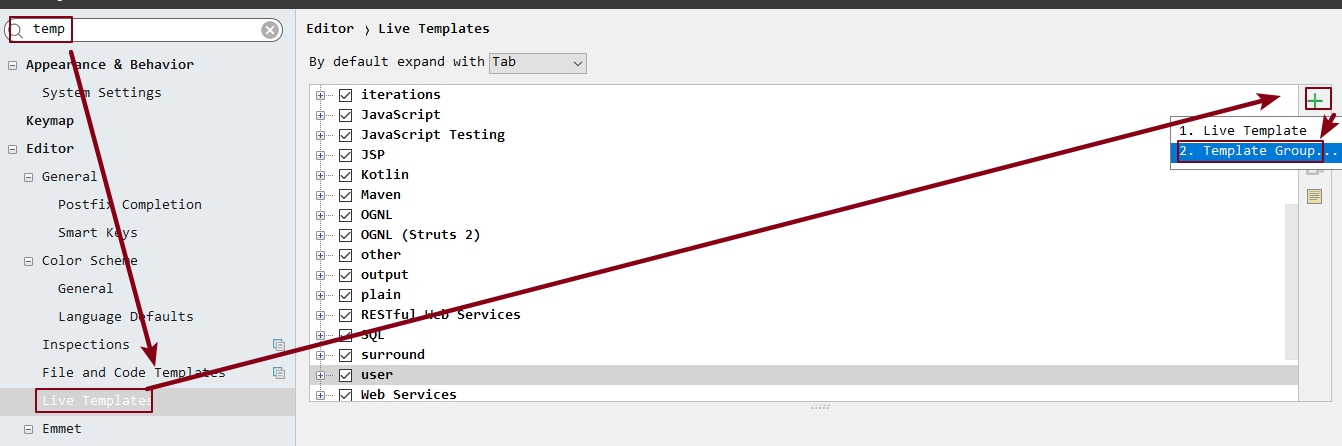 temp
Appearance & Behavior
System Settings
Keymap
Editor
General
Postfix Completion
Smart Keys
Color Scheme
General
Language Defaults
Inspections
File and Code Templates
Live Templates
Emmet
Editor › Live Templates
By default expand with Tab
iterations
JavaScript
JavaScript Testing
JSP
Kotlin
Maven
OGNL
OGNL (Struts 2)
other
output
plain
RESTful Web Services
SQL
surround
user
Web Services
1. Live Template
2. Template Group...